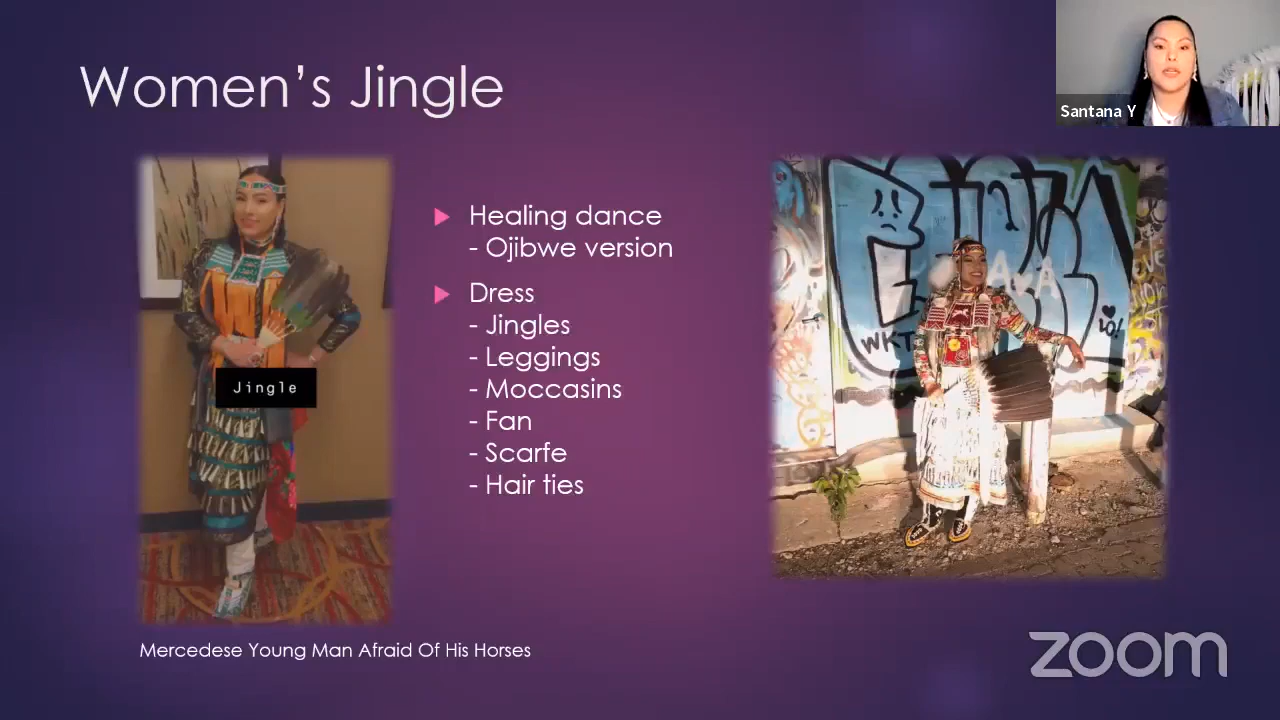 Women's Jingle
Santana Y
Healing dance
- Ojibwe version
Dress
- Jingles
- Leggings
- Moccasins
- Fan
- Scarfe
- Hair ties
Jingle
WKT
Mercedese Young Man Afraid Of His Horses
zoom